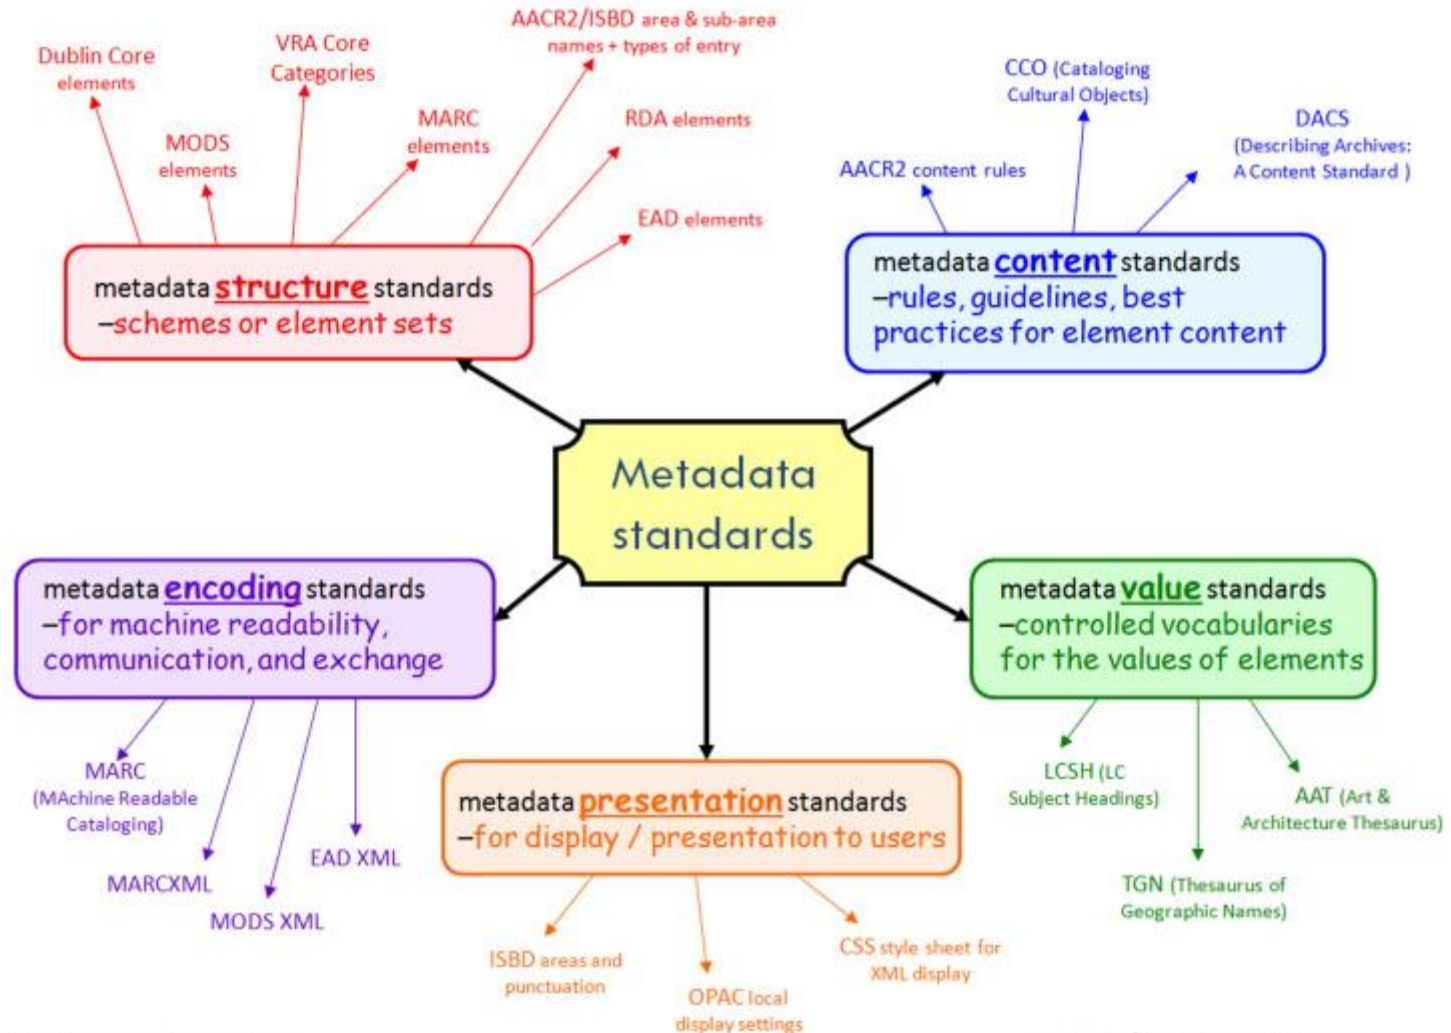 AACR2/ISBD area & sub-area
names + types of entry
VRA Core
Categories
Dublin Core
elements
MODS
elements
MARC
elements
RDA elements
EAD elements
metadata structure standards
–schemes or element sets
CCO (Cataloging
Cultural Objects)
DACS
(Describing Archives:
A Content Standard )
AACR2 content rules
metadata content standards
–rules, guidelines, best
practices for element content
Metadata
standards
metadata encoding standards
–for machine readability,
communication, and exchange
MARC
(MAchine Readable
Cataloging)
MARCXML
MODS XML
EAD XML
metadata presentation standards
–for display / presentation to users
ISBD areas and
punctuation
OPAC local
display settings
CSS style sheet for
XML display
metadata value standards
–controlled vocabularies
for the values of elements
LCSH (LC
Subject Headings)
TGN (Thesaurus of
Geographic Names)
AAT (Art &
Architecture Thesaurus)